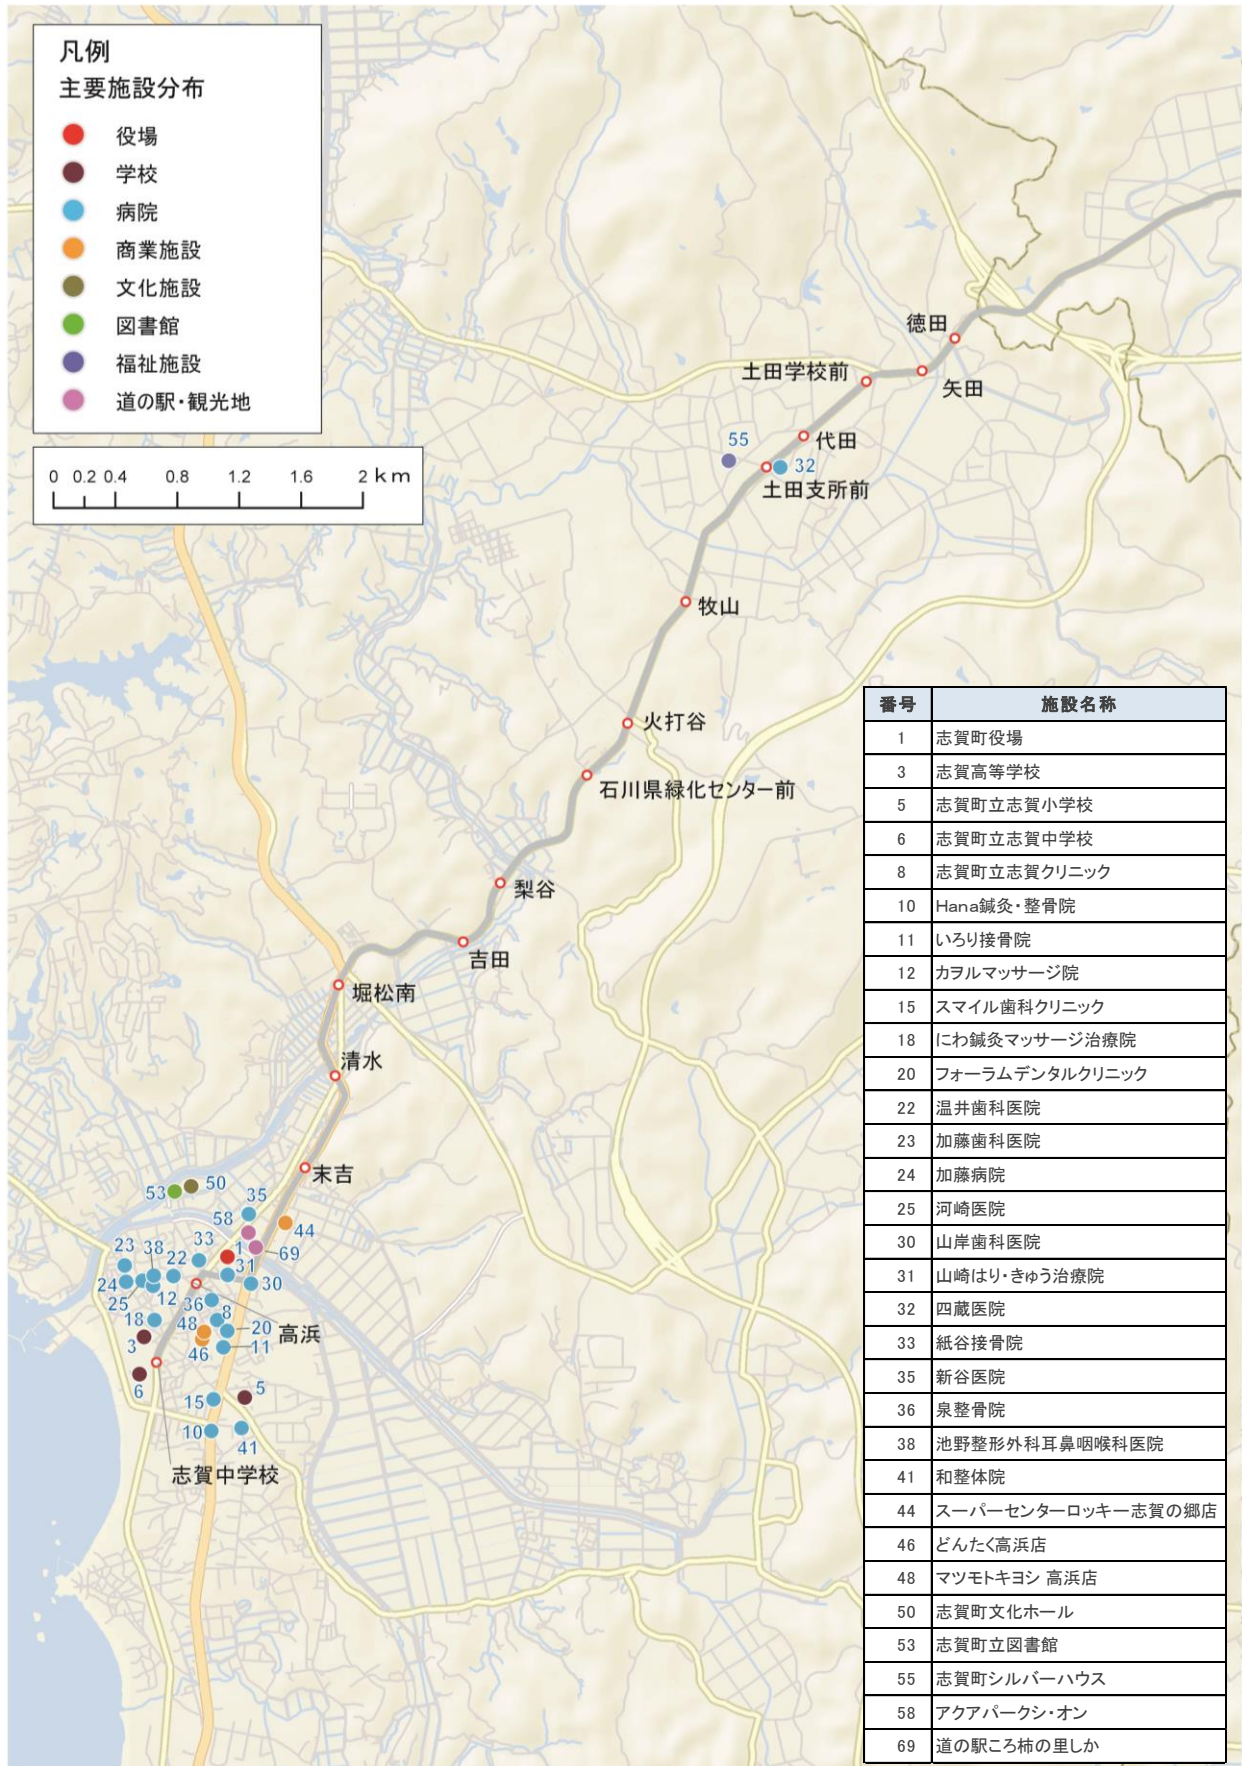 凡例
主要施設分布
役場
学校
病院
商業施設
文化施設
図書館
福祉施設
道の駅・観光地
0 0.2 0.4 0.8 1.2 1.6 2 km
徳田
土田学校前
矢田
代田
55
32
土田支所前
牧山
火打谷
石川県緑化センター前
梨谷
吉田
堀松南
清水
末吉
53
50
35
58
44
33
1
69
23
38
22
31
24
30
25
12
36
8
18
48
20
高浜
3
46
11
6
5
15
10
41
志賀中学校
番号 施設名称
1 志賀町役場
3 志賀高等学校
5 志賀町立志賀小学校
6 志賀町立志賀中学校
8 志賀町立志賀クリニック
10 Hana鍼灸・整骨院
11 いろり接骨院
12 カヲルマッサージ院
15 スマイル歯科クリニック
18 にわ鍼灸マッサージ治療院
20 フォーラムデンタルクリニック
22 温井歯科医院
23 加藤歯科医院
24 加藤病院
25 河崎医院
30 山岸歯科医院
31 山崎はり・きゅう治療院
32 四蔵医院
33 紙谷接骨院
35 新谷医院
36 泉整骨院
38 池野整形外科耳鼻咽喉科医院
41 和整体院
44 スーパーセンターロッキー志賀の郷店
46 どんたく高浜店
48 マツモトキヨシ 高浜店
50 志賀町文化ホール
53 志賀町立図書館
55 志賀町シルバーハウス
58 アクアパークシ・オン
69 道の駅ころ柿の里しか